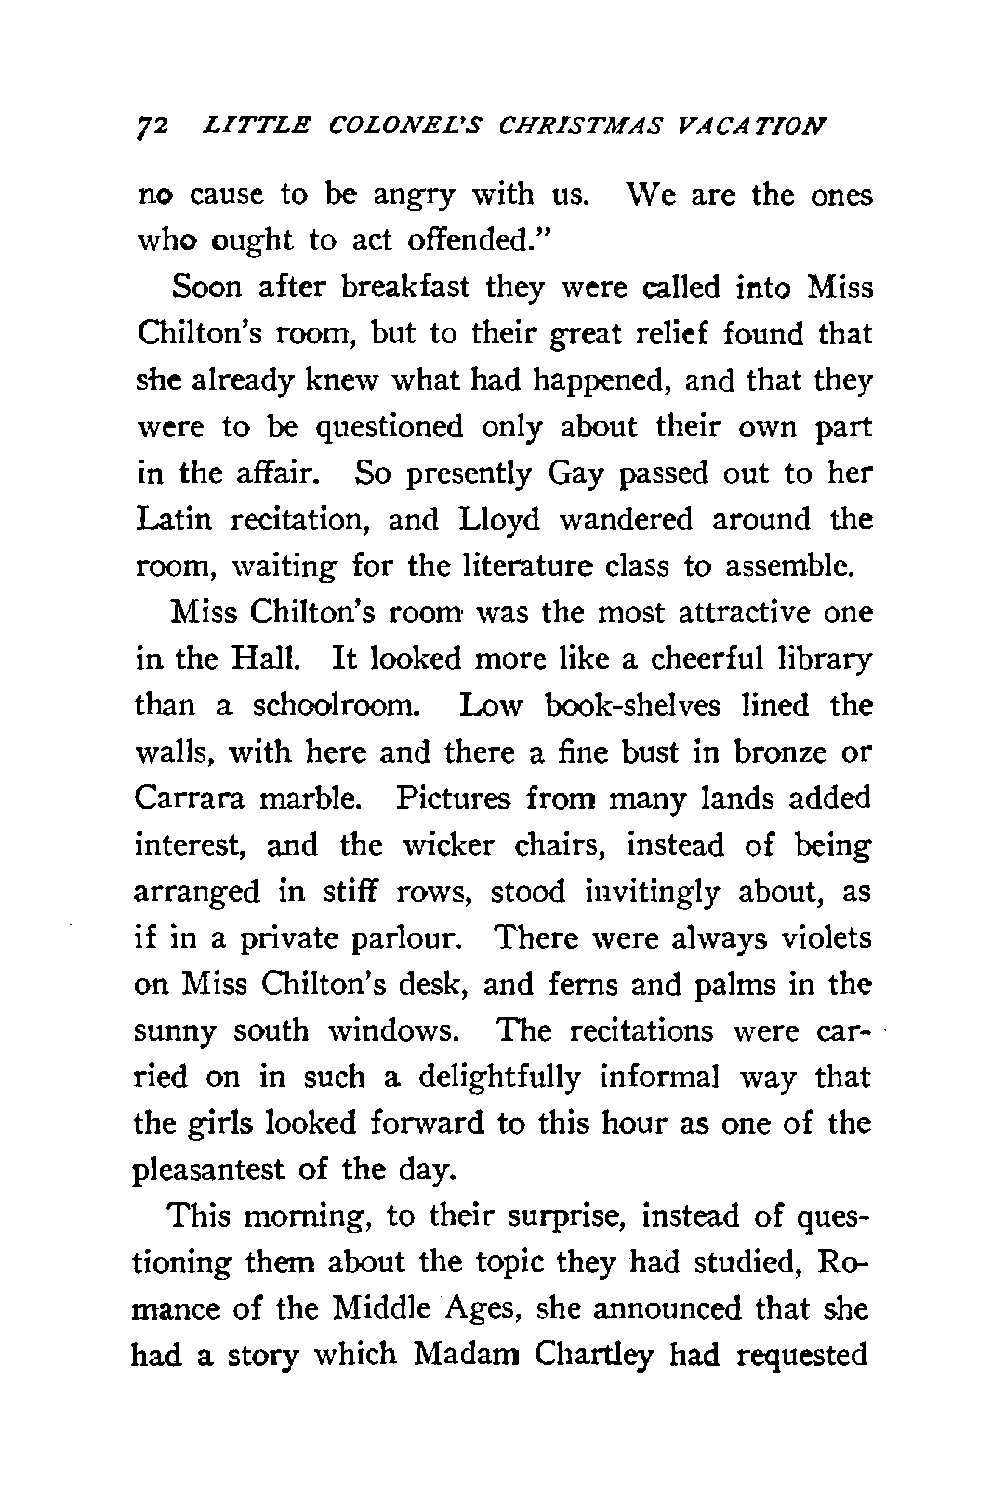 72 LITTLE COLONEL'S CHRISTMAS VACATION
no cause to be angry with us. We are the ones
who ought to act offended."
Soon after breakfast they were called into Miss
Chilton's room, but to their great relief found that
she already knew what had happened, and that they
were to be questioned only about their own part
in the affair. So presently Gay passed out to her
Latin recitation, and Lloyd wandered around the
room, waiting for the literature class to assemble.
Miss Chilton's room was the most attractive one
in the Hall. It looked more like a cheerful library
than a schoolroom. Low book-shelves lined the
walls, with here and there a fine bust in bronze or
Carrara marble. Pictures from many lands added
interest, and the wicker chairs, instead of being
arranged in stiff rows, stood invitingly about, as
if in a private parlour. There were always violets
on Miss Chilton's desk, and ferns and palms in the
sunny south windows. The recitations were car-
ried on in such a delightfully informal way that
the girls looked forward to this hour as one of the
pleasantest of the day.
This morning, to their surprise, instead of ques-
tioning them about the topic they had studied, Ro-
mance of the Middle Ages, she announced that she
had a story which Madam Chartley had requested